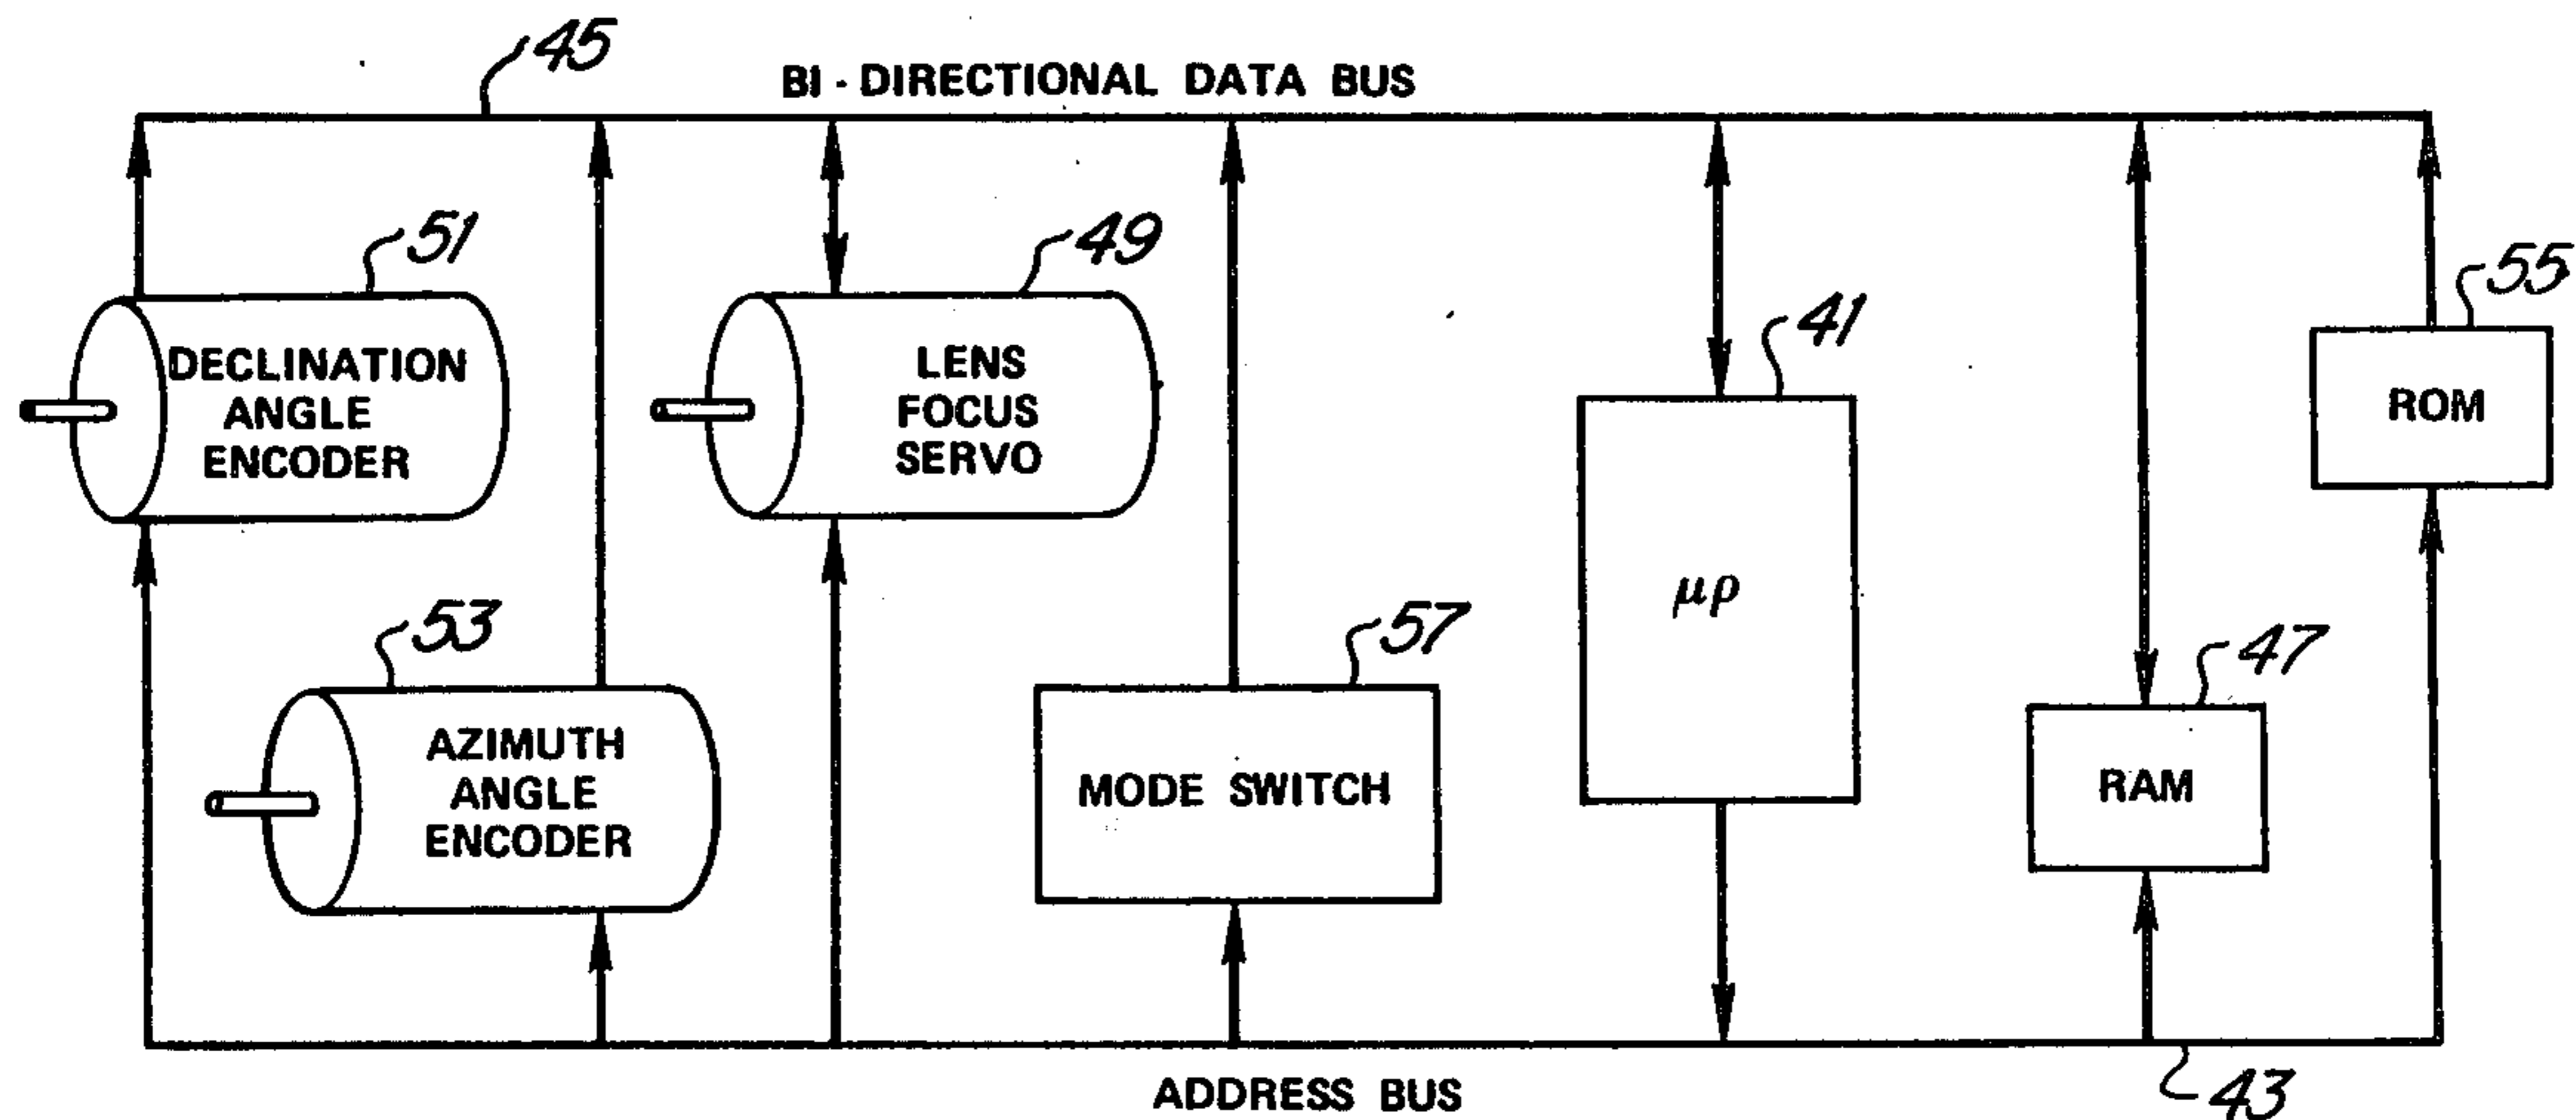 45
BI - DIRECTIONAL DATA BUS
51
DECLINATION
ANGLE
ENCODER
49
LENS
FOCUS
SERVO
41
μρ
55
ROM
53
AZIMUTH
ANGLE
ENCODER
57
MODE SWITCH
47
RAM
ADDRESS BUS
43